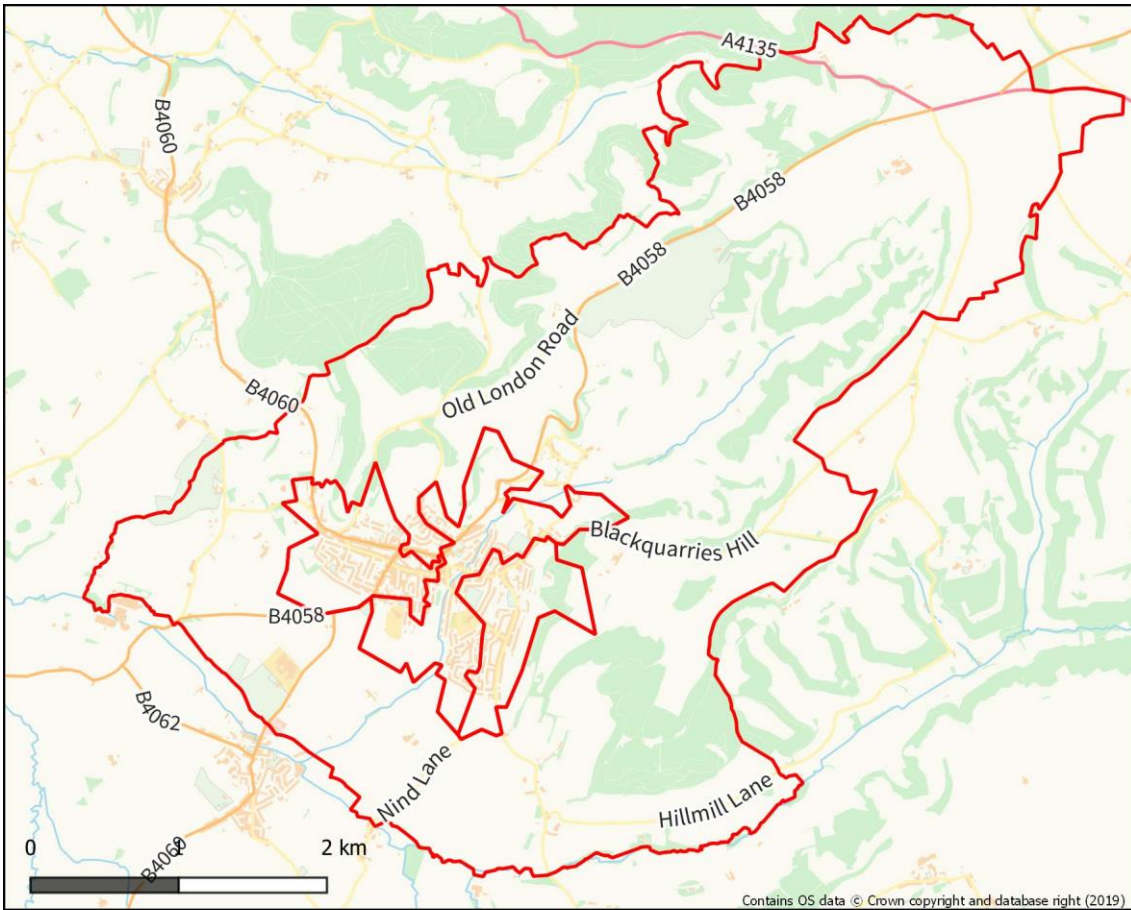 A4135
B4060
B4058
B4058
Old London Road
B4060
Blackquarries Hill
B4058
B4062
Nind Lane
Hillmill Lane
B4060
0 1 2 km
Contains OS data © Crown copyright and database right (2019)